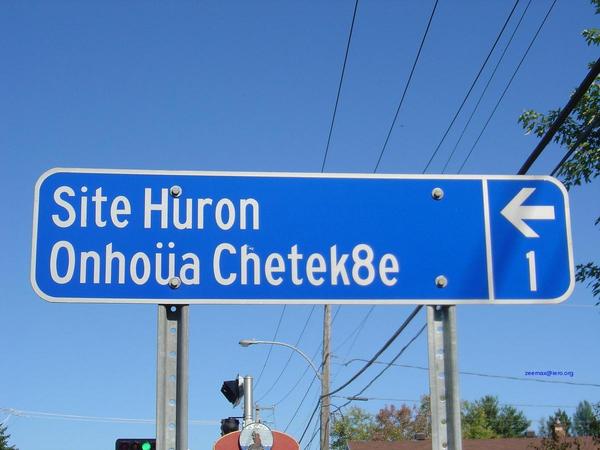 Site Huron
Onhoüa Chetek8e
1
zeemax@iero.org